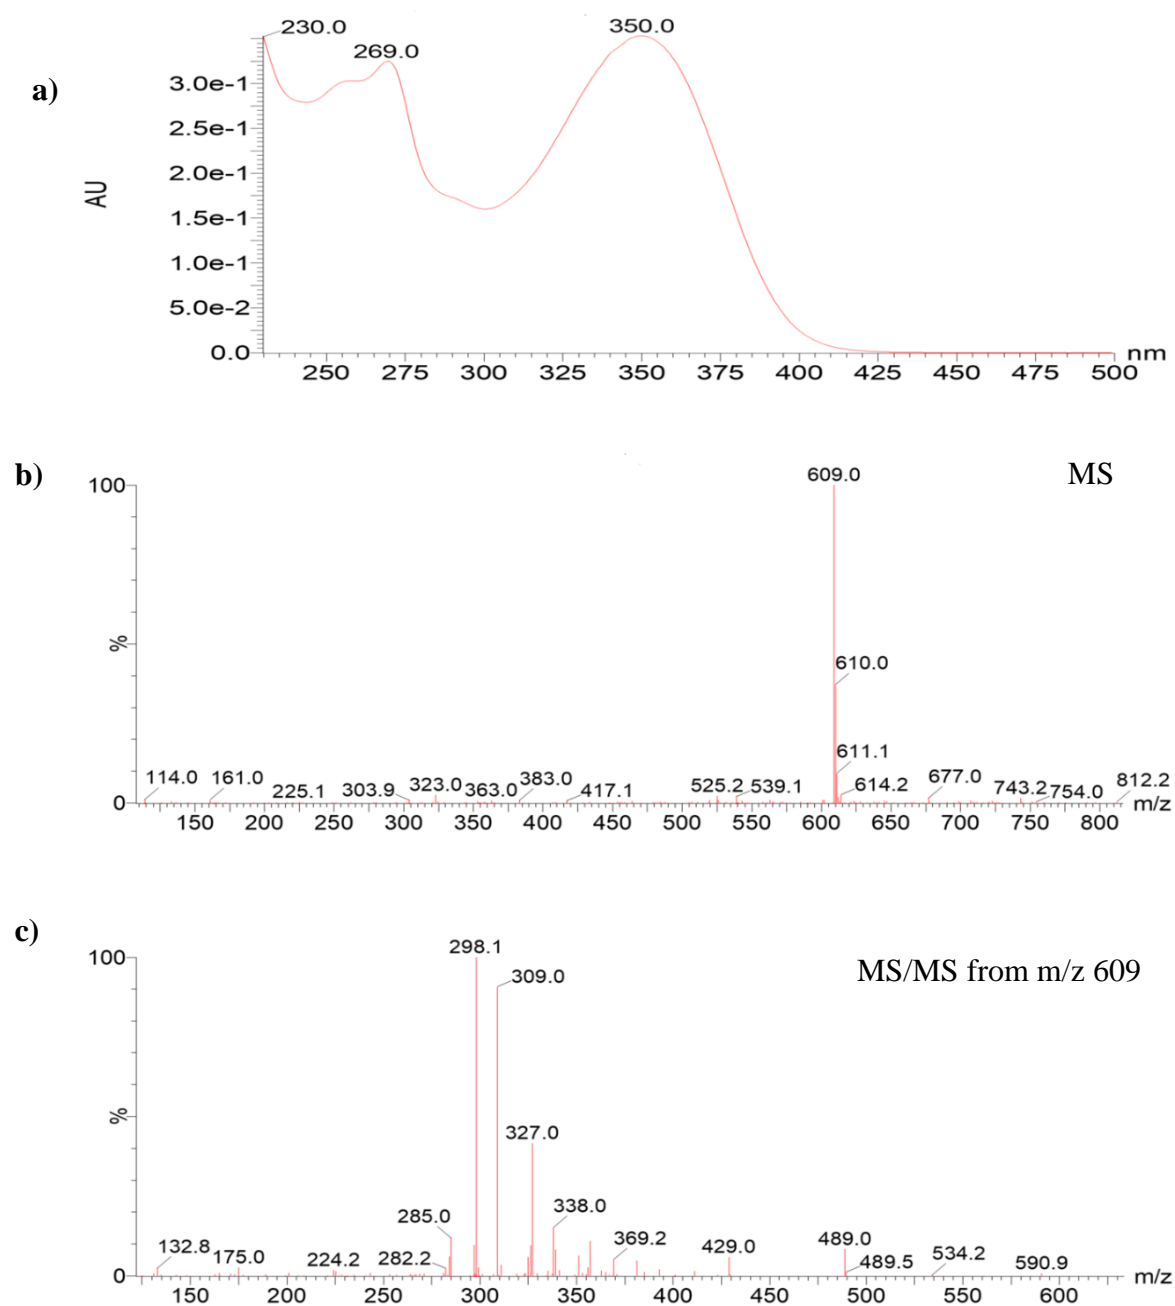 a)
230.0
269.0
350.0
3.0e-1
2.5e-1
2.0e-1
1.5e-1
1.0e-1
5.0e-2
0.0
AU
250 275 300 325 350 375 400 425 450 475 500 nm
b)
MS
100
%
0
609.0
610.0
611.1
114.0 161.0 225.1 303.9 323.0 363.0 383.0 417.1 525.2 539.1 614.2 677.0 743.2 754.0 812.2
150 200 250 300 350 400 450 500 550 600 650 700 750 800 m/z
c)
MS/MS from m/z 609
100
%
0
298.1
309.0
327.0
285.0 338.0
132.8 175.0 224.2 282.2 369.2 429.0 489.0 489.5 534.2 590.9
150 200 250 300 350 400 450 500 550 600 m/z